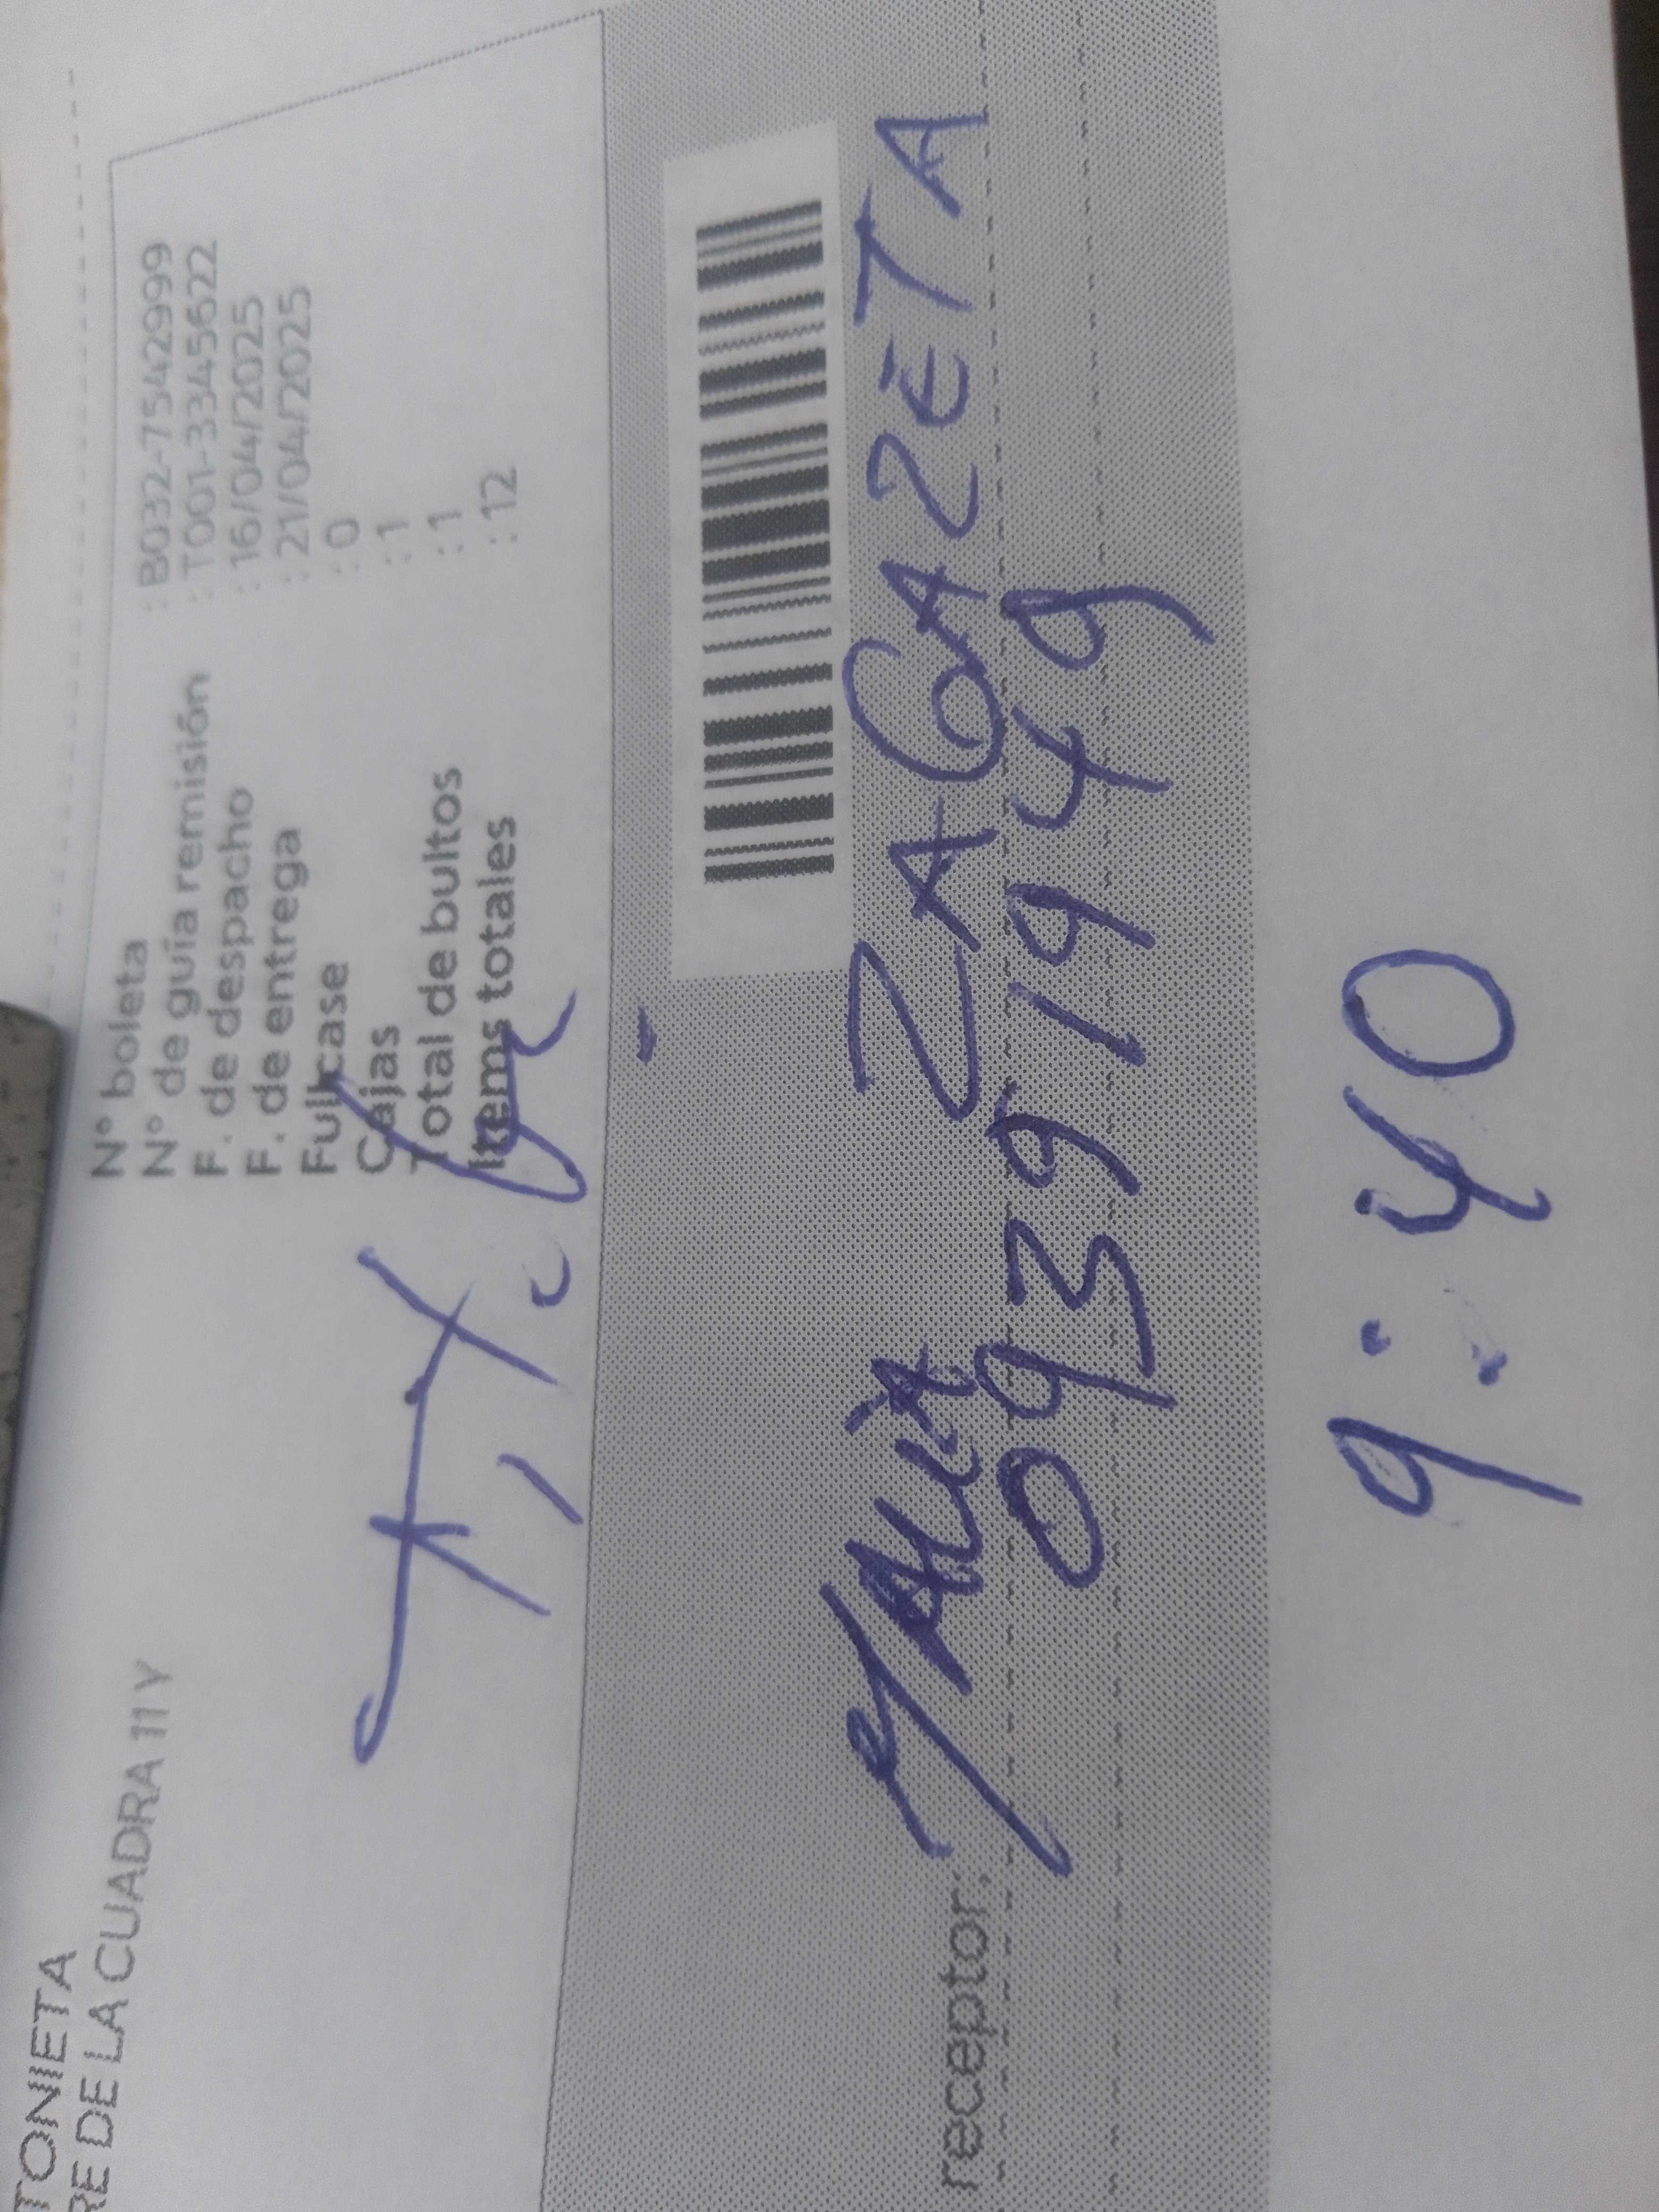 TONIETA
RE DE LA CUADRA 11 Y
N° boleta : B032-75429999
N° de guía remisión : T001-33456622
F. de despacho : 16/04/2025
F. de entrega : 21/04/2025
Fullcase : 0
Cajas : 1
Total de bultos : 1
Items totales : 12
receptor: ZAGAZETA
09391949
9:40